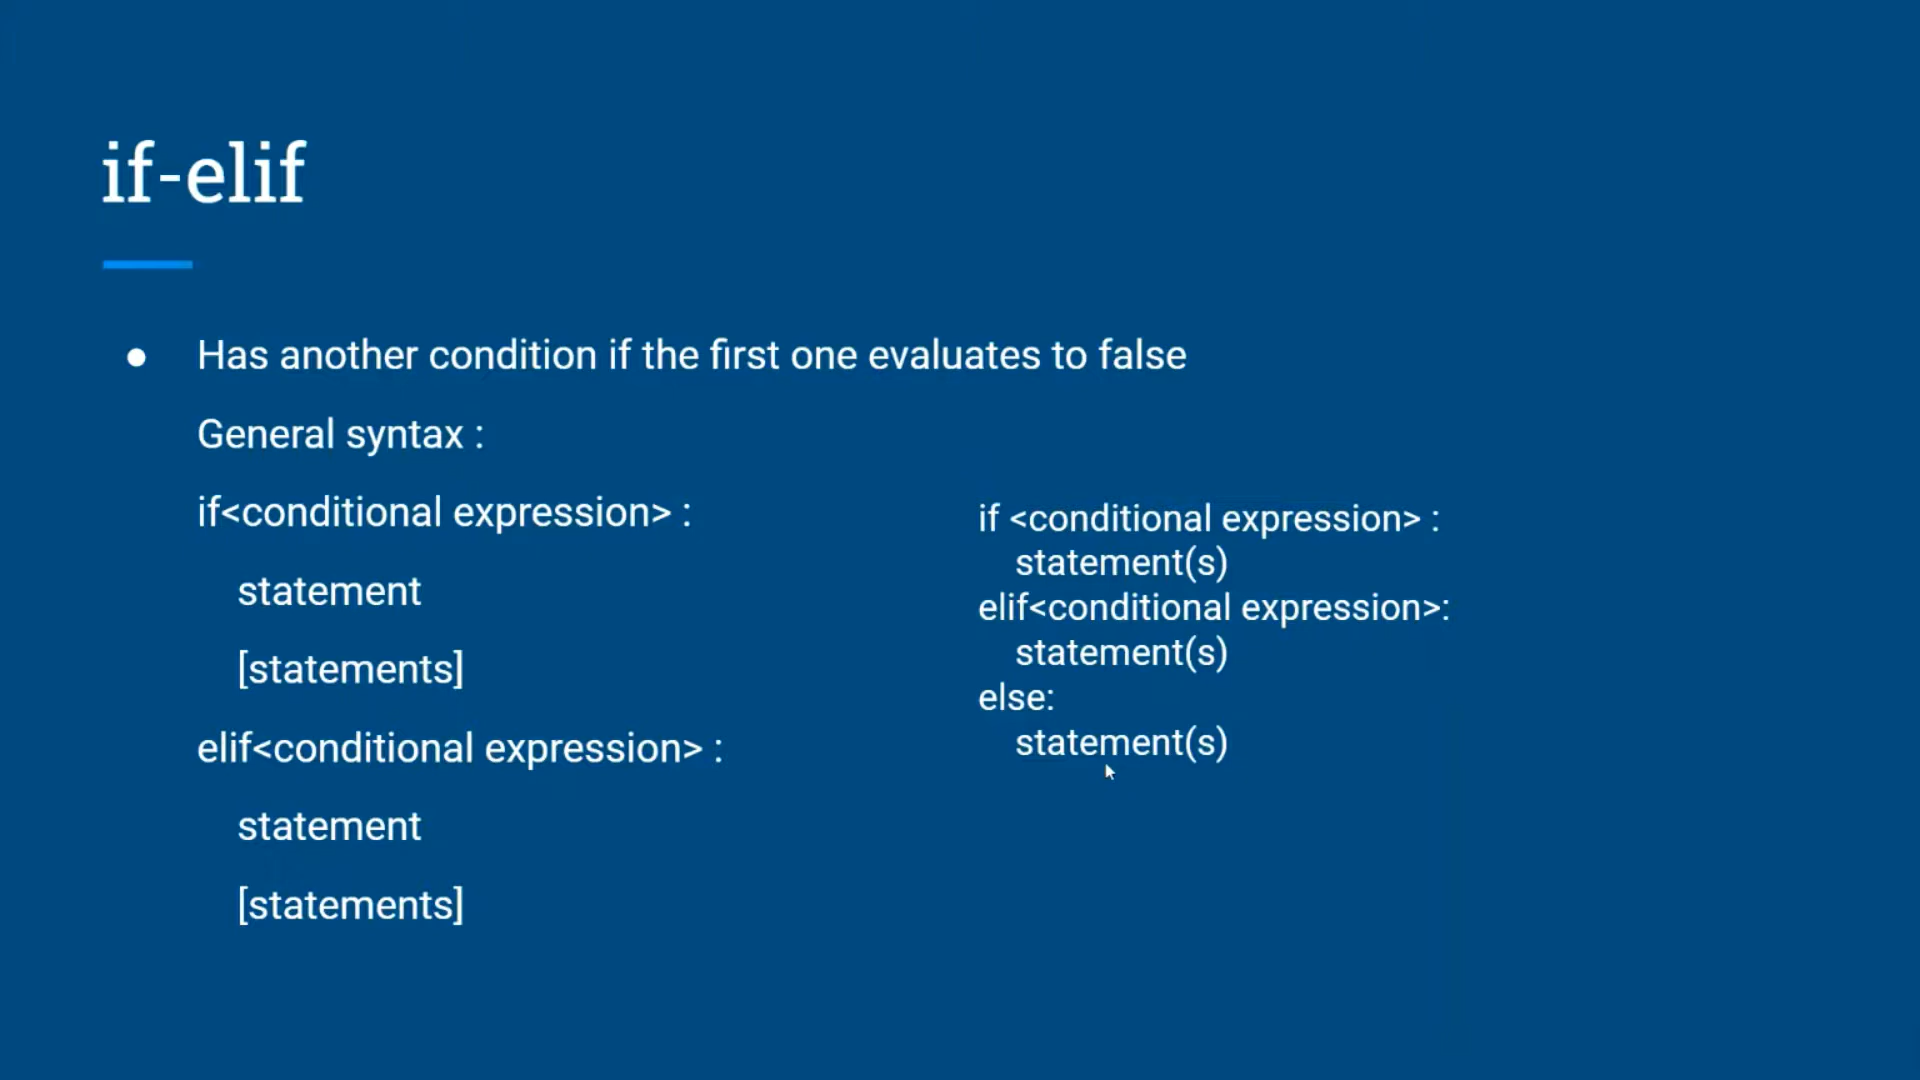 if-elif
● Has another condition if the first one evaluates to false
General syntax :
if<conditional expression> :
statement
[statements]
elif<conditional expression> :
statement
[statements]
if <conditional expression> :
statement(s)
elif<conditional expression>:
statement(s)
else:
statement(s)